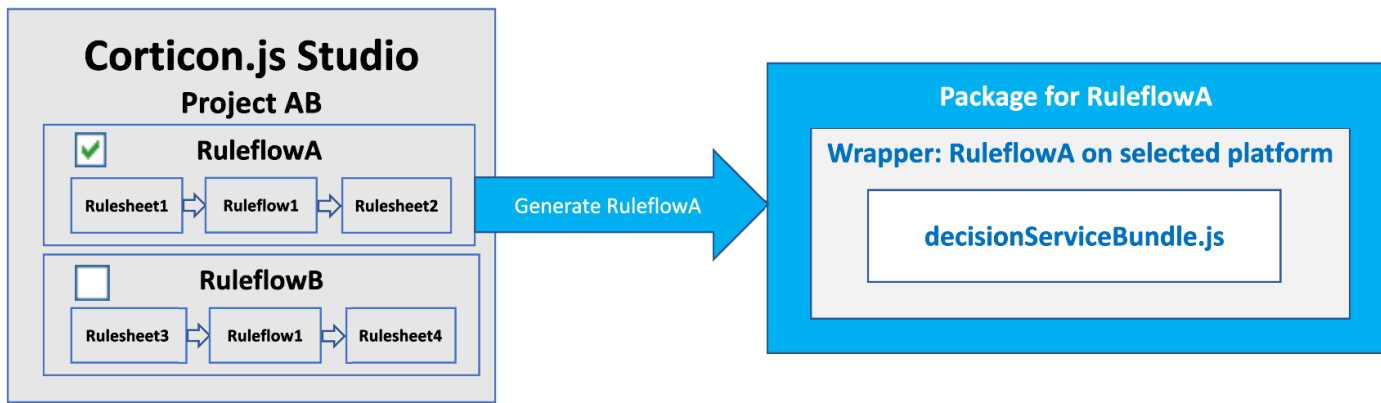 Corticon.js Studio
Project AB
RuleflowA
Rulesheet1
Ruleflow1
Rulesheet2
RuleflowB
Rulesheet3
Ruleflow1
Rulesheet4
Generate RuleflowA
Package for RuleflowA
Wrapper: RuleflowA on selected platform
decisionServiceBundle.js